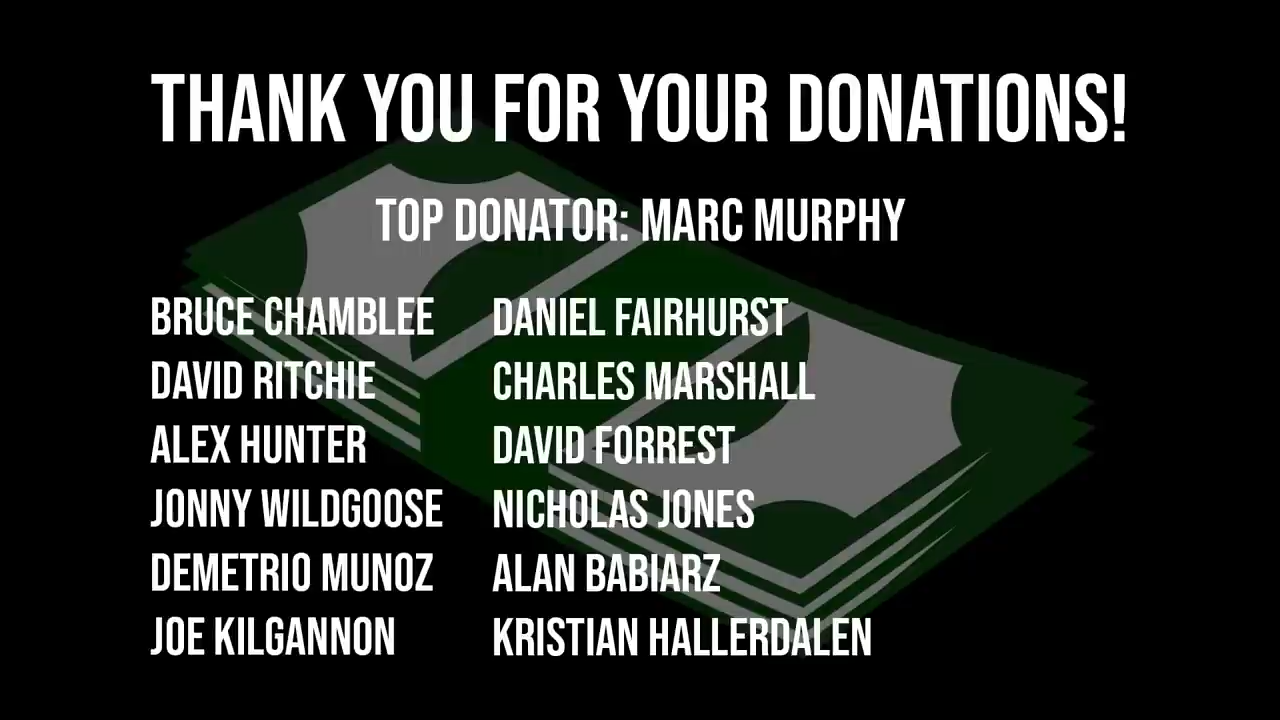 THANK YOU FOR YOUR DONATIONS!
TOP DONATOR: MARC MURPHY
BRUCE CHAMBLEE
DAVID RITCHIE
ALEX HUNTER
JONNY WILDGOOSE
DEMETRIO MUNOZ
JOE KILGANNON
DANIEL FAIRHURST
CHARLES MARSHALL
DAVID FORREST
NICHOLAS JONES
ALAN BABIARZ
KRISTIAN HALLERDALEN